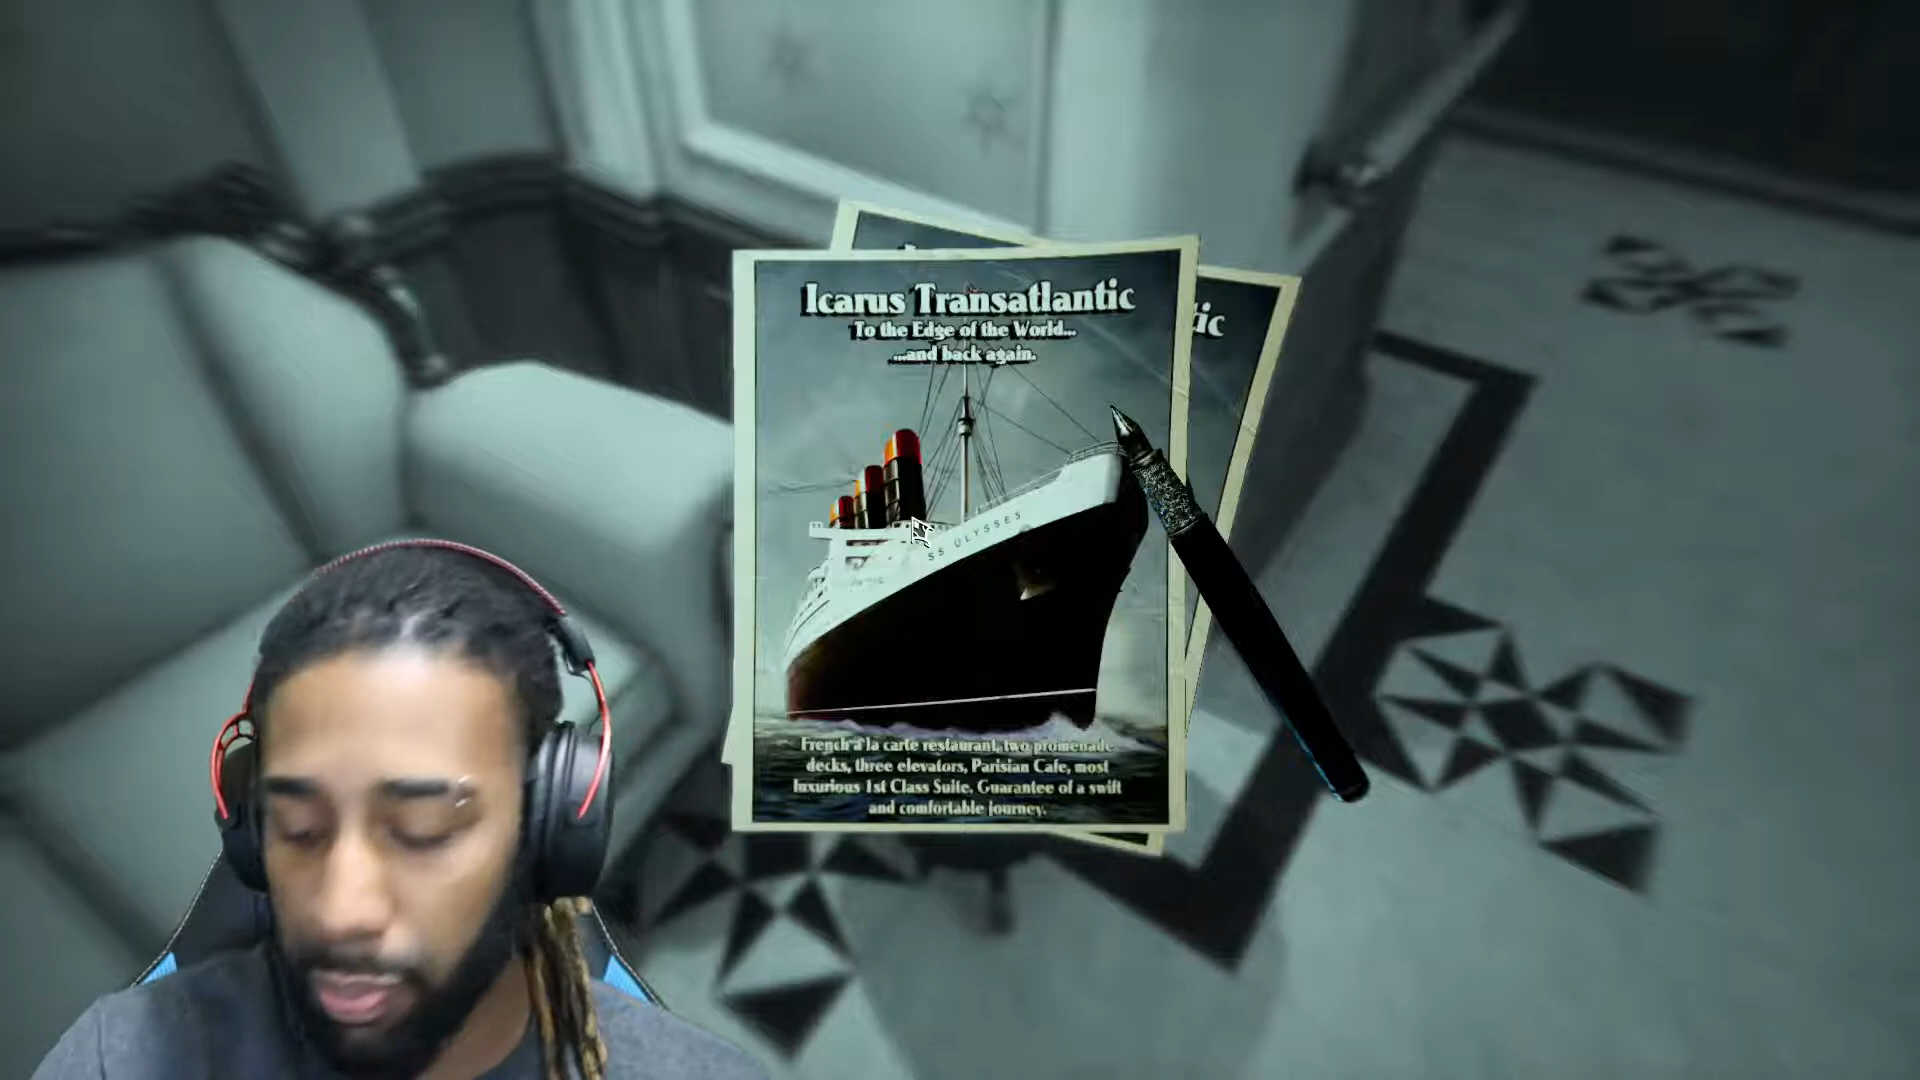 Icarus Transatlantic
To the Edge of the World...
...and back again.
tic
SS ULYSSES
French à la carte restaurant, two promenade
decks, three elevators, Parisian Cafe, most
luxurious 1st Class Suite. Guarantee of a swift
and comfortable journey.